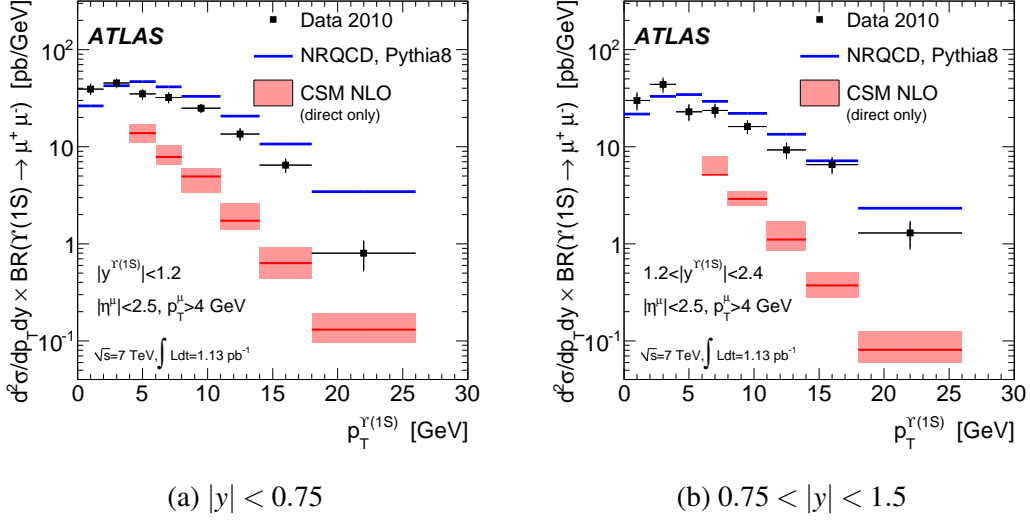 d²σ/dp_T dy × BR(ϒ(1S) → μ⁺ μ⁻) [pb/GeV]
10²
10
1
10⁻¹
ATLAS
Data 2010
NRQCD, Pythia8
CSM NLO
(direct only)
|y^ϒ(1S)|<1.2
|η^μ|<2.5, p_T^μ>4 GeV
√s=7 TeV,∫Ldt=1.13 pb⁻¹
0 5 10 15 20 25 30
p_T^ϒ(1S) [GeV]
(a) |y| < 0.75
d²σ/dp_T dy × BR(ϒ(1S) → μ⁺ μ⁻) [pb/GeV]
10²
10
1
10⁻¹
ATLAS
Data 2010
NRQCD, Pythia8
CSM NLO
(direct only)
1.2<|y^ϒ(1S)|<2.4
|η^μ|<2.5, p_T^μ>4 GeV
√s=7 TeV,∫Ldt=1.13 pb⁻¹
0 5 10 15 20 25 30
p_T^ϒ(1S) [GeV]
(b) 0.75 < |y| < 1.5